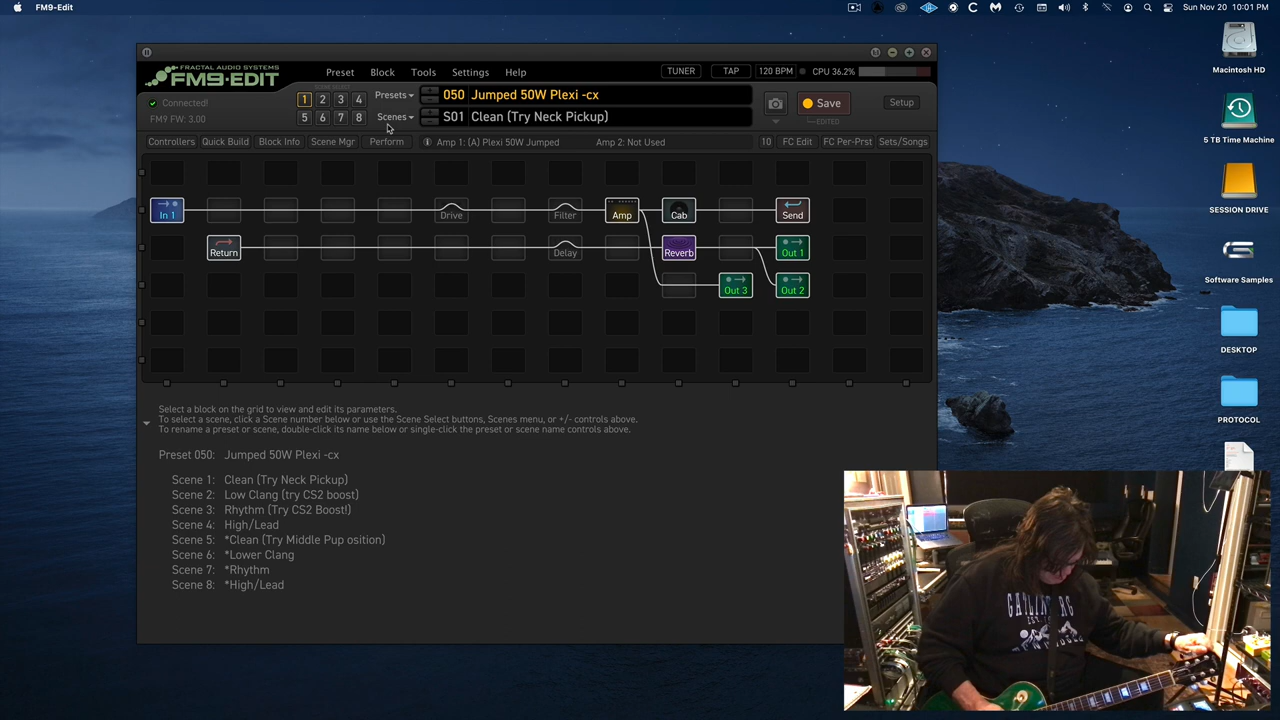 FM9-Edit
Sun Nov 20 10:01 PM
FRACTAL AUDIO SYSTEMS
FM9-EDIT
Preset Block Tools Settings Help
TUNER TAP 120 BPM CPU 36.2%
Connected!
FM9 FW: 3.00
SCENE SELECT
1 2 3 4
5 6 7 8
Presets 050 Jumped 50W Plexi -cx
Scenes S01 Clean (Try Neck Pickup)
Save
EDITED
Setup
Controllers Quick Build Block Info Scene Mgr Perform Amp 1: (A) Plexi 50W Jumped Amp 2: Not Used 10 FC Edit FC Per-Prst Sets/Songs
In 1 Drive Filter Amp Cab Send
Return Delay Reverb Out 1
Out 3 Out 2
Select a block on the grid to view and edit its parameters.
To select a scene, click a Scene number below or use the Scene Select buttons, Scenes menu, or +/- controls above.
To rename a preset or scene, double-click its name below or single-click the preset or scene name controls above.
Preset 050: Jumped 50W Plexi -cx
Scene 1: Clean (Try Neck Pickup)
Scene 2: Low Clang (try CS2 boost)
Scene 3: Rhythm (Try CS2 Boost!)
Scene 4: High/Lead
Scene 5: *Clean (Try Middle Pup osition)
Scene 6: *Lower Clang
Scene 7: *Rhythm
Scene 8: *High/Lead
Macintosh HD
5 TB Time Machine
SESSION DRIVE
Software Samples
DESKTOP
PROTOCOL